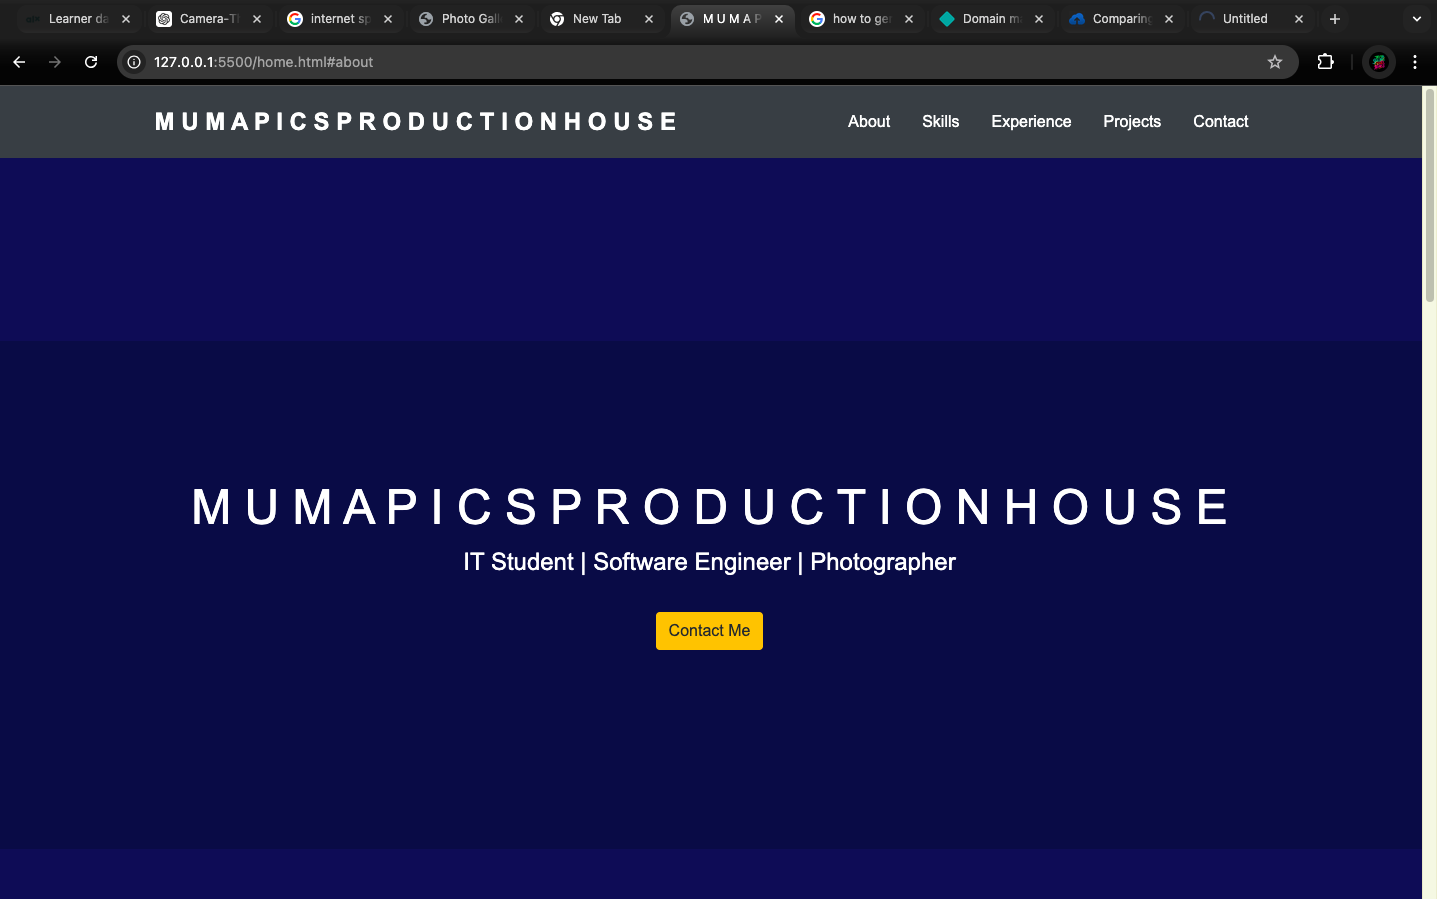 Learner da
Camera-T
internet sp
Photo Gall
New Tab
M U M A P
how to ge
Domain m
Comparing
Untitled
127.0.0.1:5500/home.html#about
M U M A P I C S P R O D U C T I O N H O U S E
About Skills Experience Projects Contact
M U M A P I C S P R O D U C T I O N H O U S E
IT Student | Software Engineer | Photographer
Contact Me